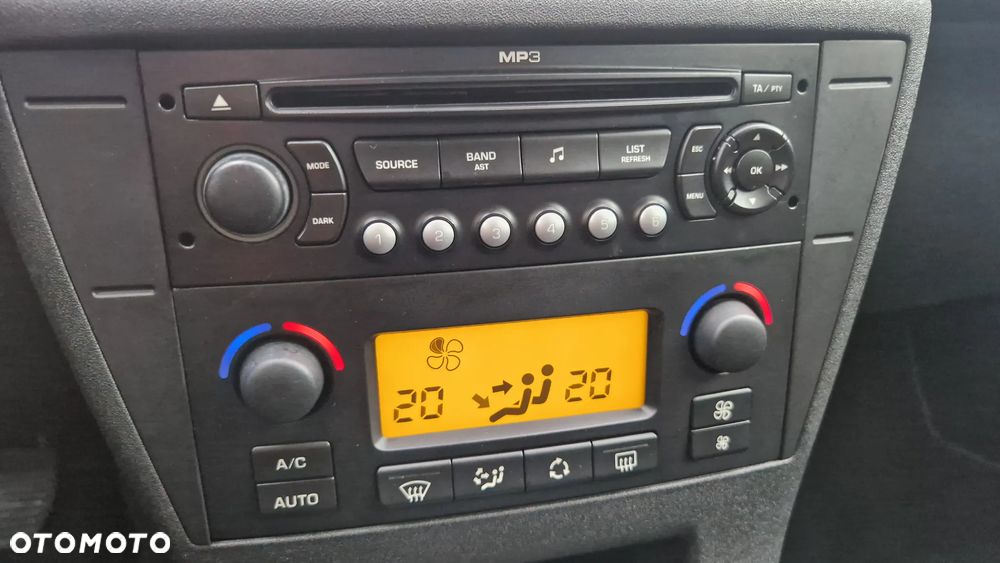 MP3
TA / PTY
MODE
SOURCE
BAND
AST
LIST
REFRESH
ESC
OK
DARK
MENU
1 2 3 4 5 6
20 20
A/C
AUTO
OTOMOTO